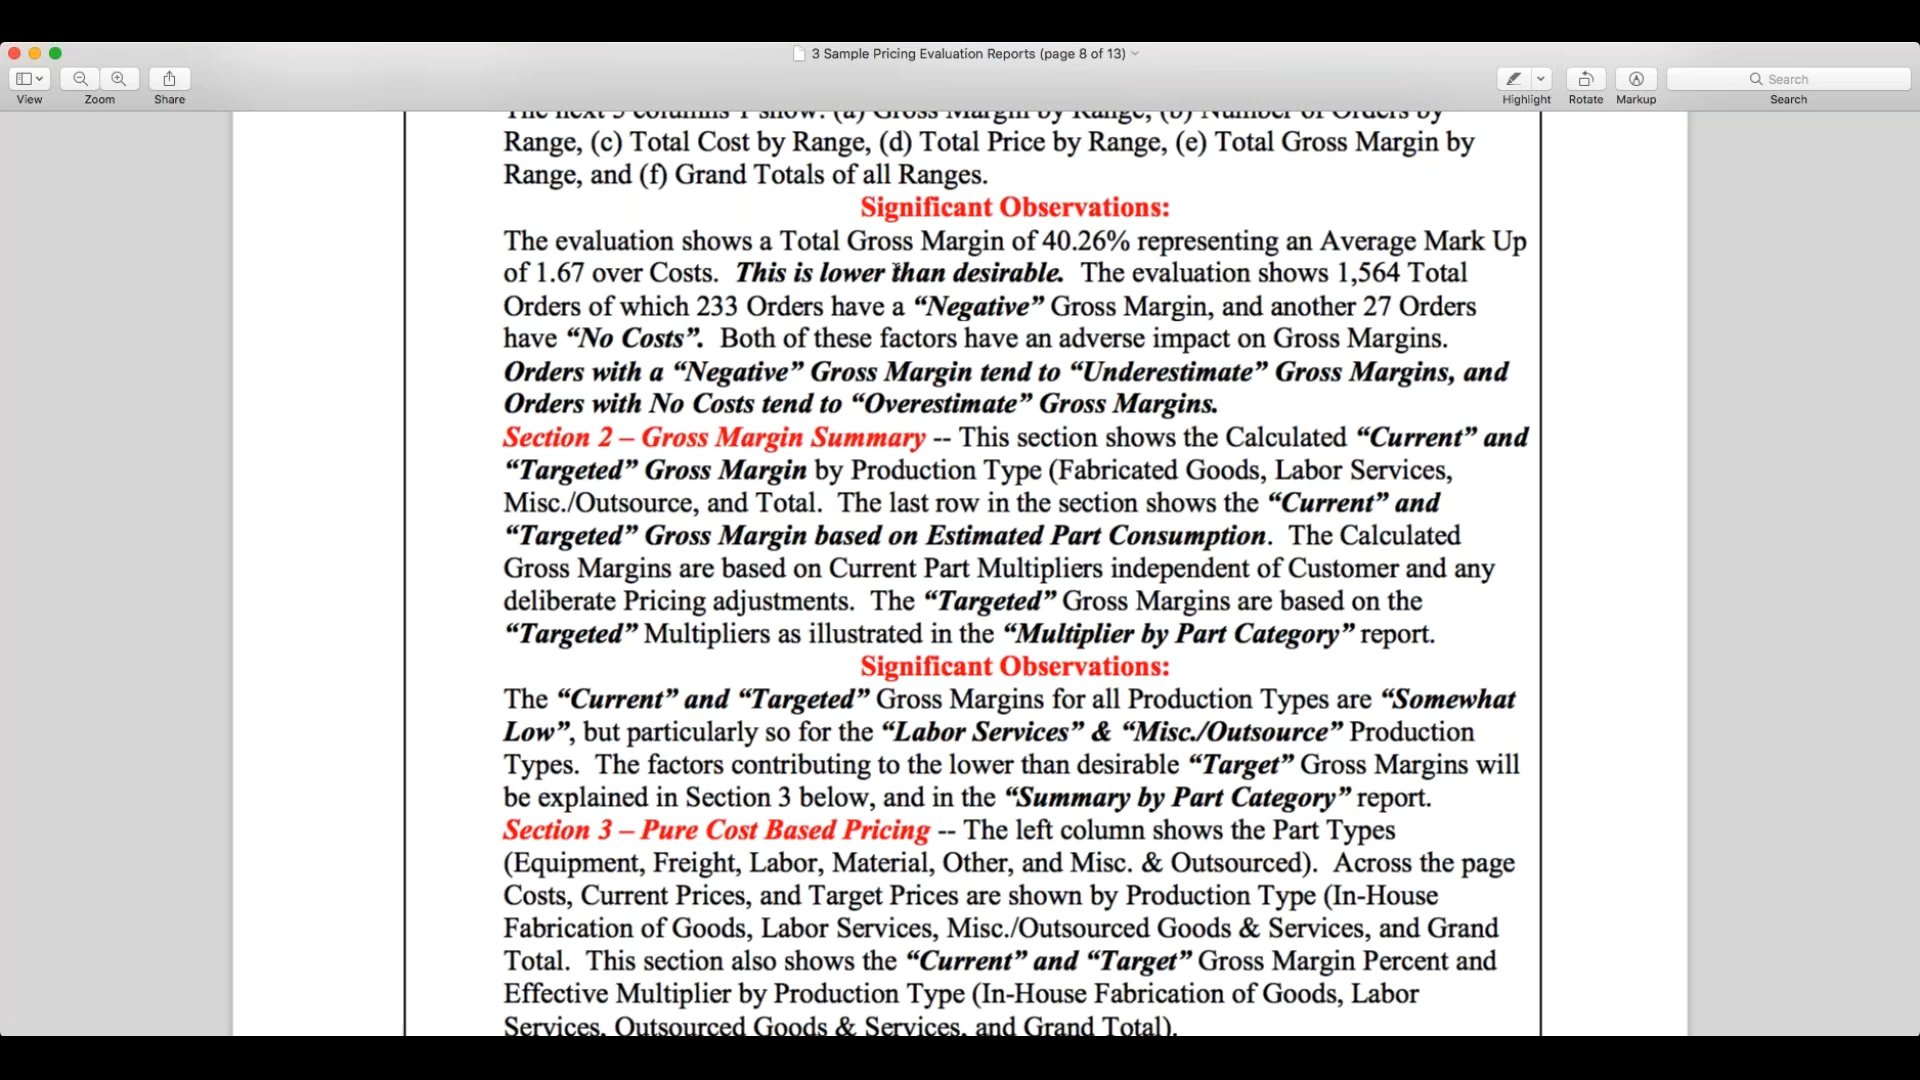 3 Sample Pricing Evaluation Reports (page 8 of 13)
View
Zoom
Share
Highlight
Rotate
Markup
Search
Search
The next 5 columns 1 show: (a) Gross Margin by Range, (b) Number of Orders by
Range, (c) Total Cost by Range, (d) Total Price by Range, (e) Total Gross Margin by
Range, and (f) Grand Totals of all Ranges.
Significant Observations:
The evaluation shows a Total Gross Margin of 40.26% representing an Average Mark Up
of 1.67 over Costs. This is lower than desirable. The evaluation shows 1,564 Total
Orders of which 233 Orders have a “Negative” Gross Margin, and another 27 Orders
have “No Costs”. Both of these factors have an adverse impact on Gross Margins.
Orders with a “Negative” Gross Margin tend to “Underestimate” Gross Margins, and
Orders with No Costs tend to “Overestimate” Gross Margins.
Section 2 – Gross Margin Summary -- This section shows the Calculated “Current” and
“Targeted” Gross Margin by Production Type (Fabricated Goods, Labor Services,
Misc./Outsource, and Total. The last row in the section shows the “Current” and
“Targeted” Gross Margin based on Estimated Part Consumption. The Calculated
Gross Margins are based on Current Part Multipliers independent of Customer and any
deliberate Pricing adjustments. The “Targeted” Gross Margins are based on the
“Targeted” Multipliers as illustrated in the “Multiplier by Part Category” report.
Significant Observations:
The “Current” and “Targeted” Gross Margins for all Production Types are “Somewhat
Low”, but particularly so for the “Labor Services” & “Misc./Outsource” Production
Types. The factors contributing to the lower than desirable “Target” Gross Margins will
be explained in Section 3 below, and in the “Summary by Part Category” report.
Section 3 – Pure Cost Based Pricing -- The left column shows the Part Types
(Equipment, Freight, Labor, Material, Other, and Misc. & Outsourced). Across the page
Costs, Current Prices, and Target Prices are shown by Production Type (In-House
Fabrication of Goods, Labor Services, Misc./Outsourced Goods & Services, and Grand
Total. This section also shows the “Current” and “Target” Gross Margin Percent and
Effective Multiplier by Production Type (In-House Fabrication of Goods, Labor
Services, Outsourced Goods & Services, and Grand Total).